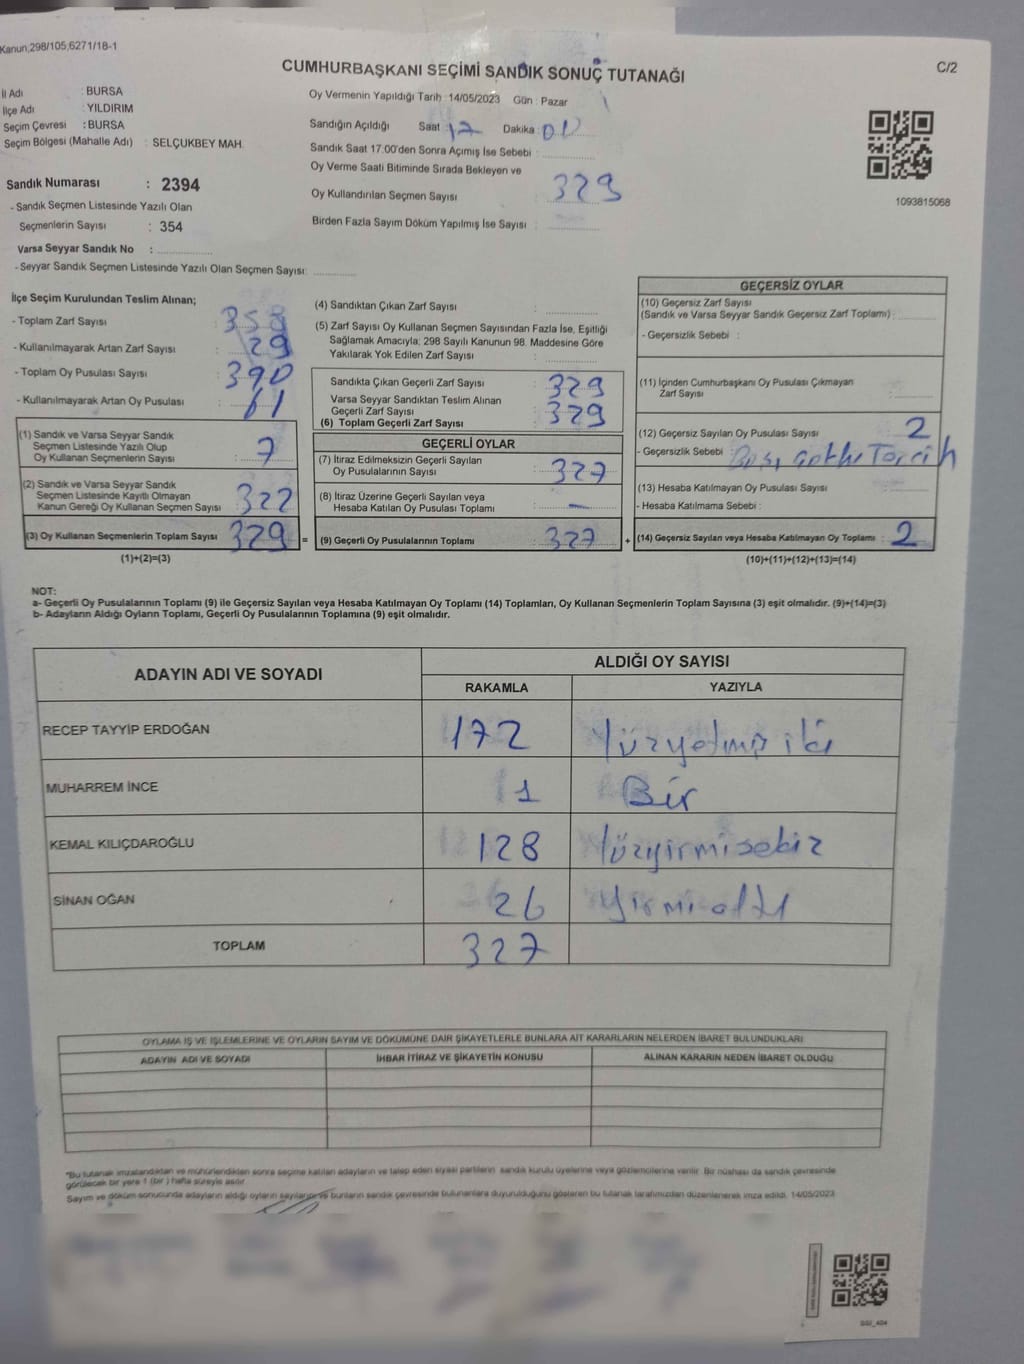 Kanun,298/105,6271/18-1
C/2
CUMHURBAŞKANI SEÇİMİ SANDIK SONUÇ TUTANAĞI
İl Adı : BURSA
İlçe Adı : YILDIRIM
Seçim Çevresi : BURSA
Seçim Bölgesi (Mahalle Adı) : SELÇUKBEY MAH.
Sandık Numarası : 2394
- Sandık Seçmen Listesinde Yazılı Olan
Seçmenlerin Sayısı : 354
Varsa Seyyar Sandık No :
- Seyyar Sandık Seçmen Listesinde Yazılı Olan Seçmen Sayısı:
Oy Vermenin Yapıldığı Tarih : 14/05/2023 Gün : Pazar
Sandığın Açıldığı Saat : 17 Dakika :
Sandık Saat 17.00'den Sonra Açımış İse Sebebi :
Oy Verme Saati Bitiminde Sırada Bekleyen ve
Oy Kullandırılan Seçmen Sayısı : 329
Birden Fazla Sayım Döküm Yapılmış İse Sayısı :
1093815068
İlçe Seçim Kurulundan Teslim Alınan;
- Toplam Zarf Sayısı : 358
- Kullanılmayarak Artan Zarf Sayısı : 29
- Toplam Oy Pusulası Sayısı : 390
- Kullanılmayarak Artan Oy Pusulası : 61
(1) Sandık ve Varsa Seyyar Sandık
Seçmen Listesinde Yazılı Olup
Oy Kullanan Seçmenlerin Sayısı : 7
(2) Sandık ve Varsa Seyyar Sandık
Seçmen Listesinde Kayıtlı Olmayan
Kanun Gereği Oy Kullanan Seçmen Sayısı : 322
(3) Oy Kullanan Seçmenlerin Toplam Sayısı : 329 =
(1)+(2)=(3)
(4) Sandıktan Çıkan Zarf Sayısı :
(5) Zarf Sayısı Oy Kullanan Seçmen Sayısından Fazla İse, Eşitliği
Sağlamak Amacıyla, 298 Sayılı Kanunun 98. Maddesine Göre
Yakılarak Yok Edilen Zarf Sayısı :
Sandıkta Çıkan Geçerli Zarf Sayısı : 329
Varsa Seyyar Sandıktan Teslim Alınan
Geçerli Zarf Sayısı : 329
(6) Toplam Geçerli Zarf Sayısı :
GEÇERLİ OYLAR
(7) İtiraz Edilmeksizin Geçerli Sayılan
Oy Pusulalarının Sayısı : 327
(8) İtiraz Üzerine Geçerli Sayılan veya
Hesaba Katılan Oy Pusulası Toplamı : —
(9) Geçerli Oy Pusulalarının Toplamı : 327 +
GEÇERSİZ OYLAR
(10) Geçersiz Zarf Sayısı
(Sandık ve Varsa Seyyar Sandık Geçersiz Zarf Toplamı) :
- Geçersizlik Sebebi :
(11) İçinden Cumhurbaşkanı Oy Pusulası Çıkmayan
Zarf Sayısı :
(12) Geçersiz Sayılan Oy Pusulası Sayısı : 2
- Geçersizlik Sebebi :
(13) Hesaba Katılmayan Oy Pusulası Sayısı :
- Hesaba Katılmama Sebebi :
(14) Geçersiz Sayılan veya Hesaba Katılmayan Oy Toplamı : 2
(10)+(11)+(12)+(13)=(14)
NOT:
a- Geçerli Oy Pusulalarının Toplamı (9) ile Geçersiz Sayılan veya Hesaba Katılmayan Oy Toplamı (14) Toplamları, Oy Kullanan Seçmenlerin Toplam Sayısına (3) eşit olmalıdır. (9)+(14)=(3)
b- Adayların Aldığı Oyların Toplamı, Geçerli Oy Pusulalarının Toplamına (9) eşit olmalıdır.
ADAYIN ADI VE SOYADI
ALDIĞI OY SAYISI
RAKAMLA YAZIYLA
RECEP TAYYİP ERDOĞAN 172 Yüzyetmiş iki
MUHARREM İNCE 1 Bir
KEMAL KILIÇDAROĞLU 128 Yüzyirmisekiz
SİNAN OĞAN 26 Yirmialtı
TOPLAM 327
OYLAMA İŞ VE İŞLEMLERİNE VE OYLARIN SAYIM VE DÖKÜMÜNE DAİR ŞİKAYETLERLE BUNLARA AİT KARARLARIN NELERDEN İBARET BULUNDUKLARI
ADAYIN ADI VE SOYADI İHBAR İTİRAZ VE ŞİKAYETİN KONUSU ALINAN KARARIN NEDEN İBARET OLDUĞU
"Bu tutanak imzalandıktan ve mühürlendikten sonra seçime katılan adayların ve talep eden siyasi partilerin sandık kurulu üyelerine veya gözlemcilerine verilir. Bir nüshası da sandık çevresinde
görülecek bir yere 1 (bir ) hafta süreyle asılır.
Sayım ve döküm sonucunda adayların aldığı oyların sayılarını ve bunların sandık çevresinde bulunanlara duyurulduğunu gösteren bu tutanak tarafımızdan düzenlenerek imza edildi. 14/05/2023